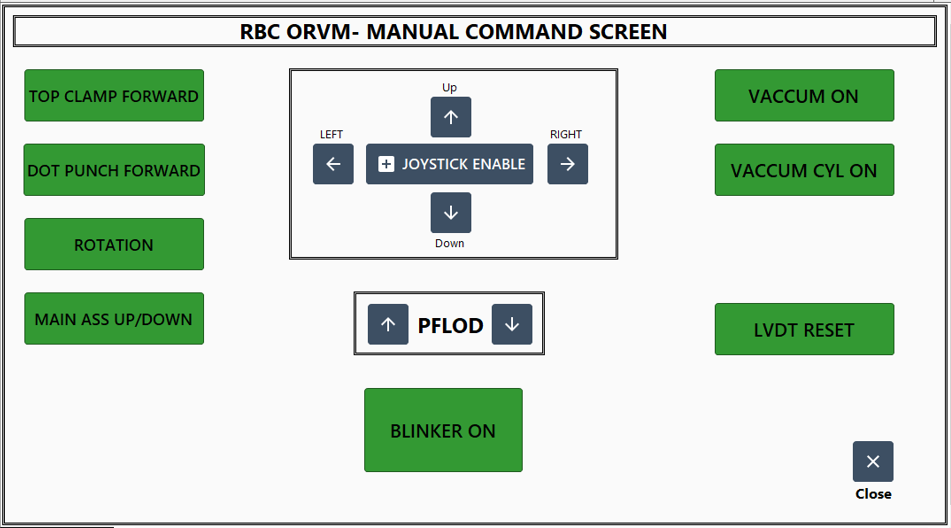 RBC ORVM- MANUAL COMMAND SCREEN
TOP CLAMP FORWARD
DOT PUNCH FORWARD
ROTATION
MAIN ASS UP/DOWN
Up
LEFT
RIGHT
JOYSTICK ENABLE
Down
PFLOD
BLINKER ON
VACCUM ON
VACCUM CYL ON
LVDT RESET
Close